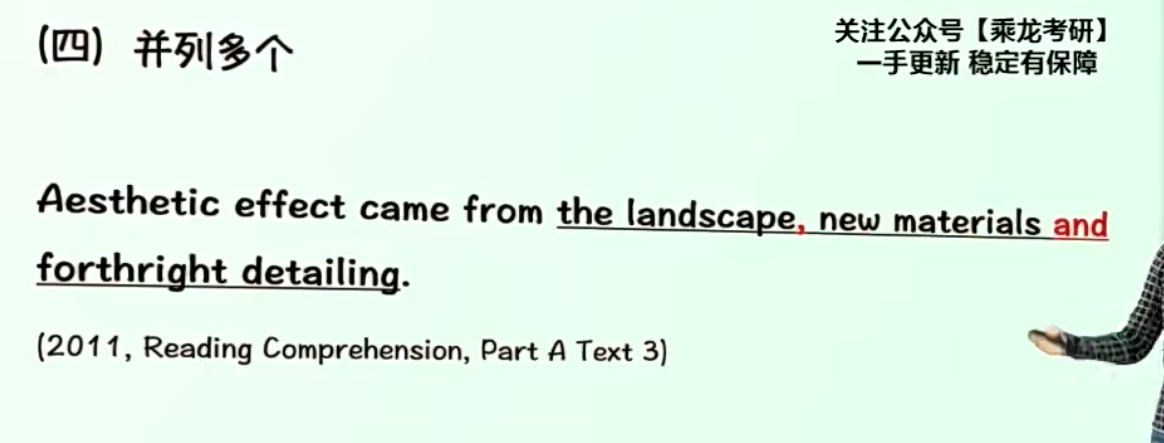 (四) 并列多个
关注公众号【乘龙考研】
一手更新 稳定有保障
Aesthetic effect came from the landscape, new materials and
forthright detailing.
(2011, Reading Comprehension, Part A Text 3)